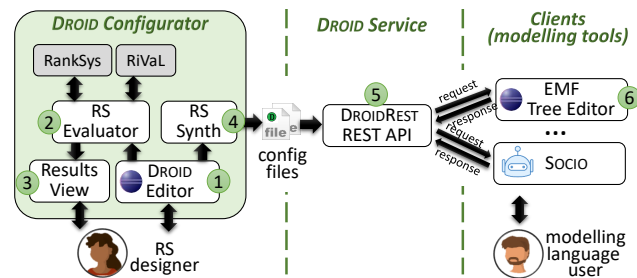 DROID Configurator
DROID Service
Clients
(modelling tools)
RankSys
RiVaL
RS
Evaluator
2
RS
Synth
4
Results
View
3
DROID
Editor
1
RS
designer
file
config
files
5
DROIDREST
REST API
request
response
request
response
EMF
Tree Editor
6
...
SOCIO
modelling
language
user